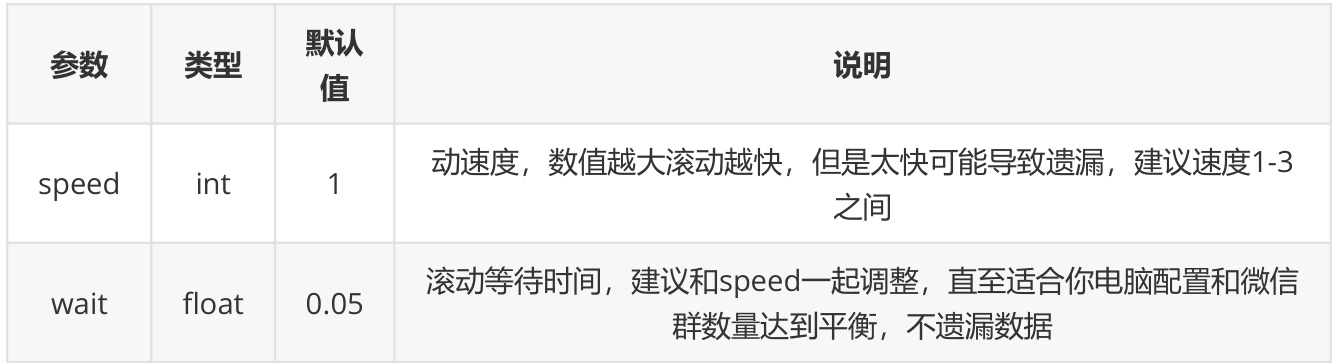 参数 类型 默认值 说明
speed int 1 动速度，数值越大滚动越快，但是太快可能导致遗漏，建议速度1-3
之间
wait float 0.05 滚动等待时间，建议和speed一起调整，直至适合你电脑配置和微信
群数量达到平衡，不遗漏数据